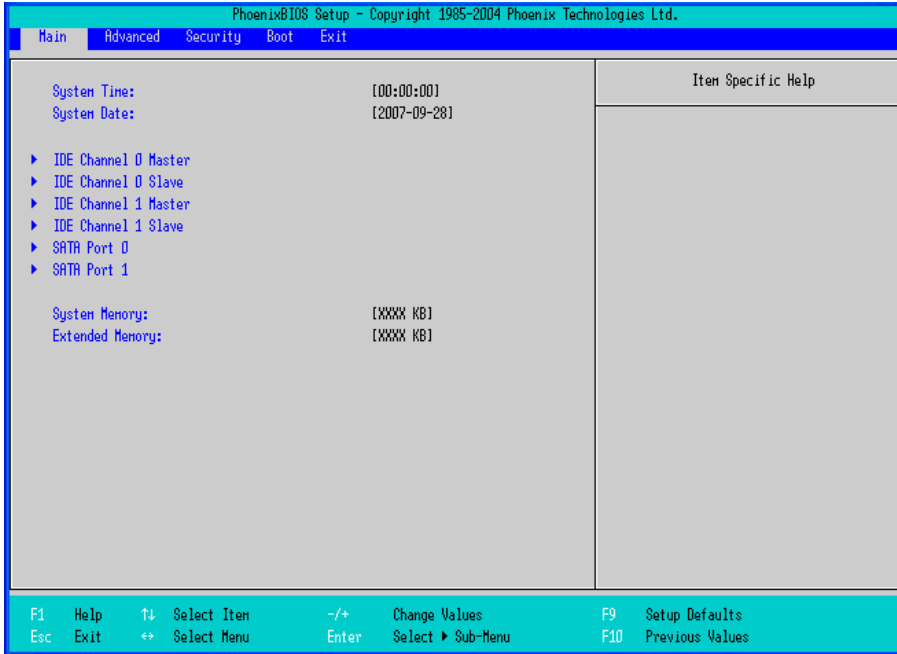 PhoenixBIOS Setup - Copyright 1985-2004 Phoenix Technologies Ltd.
Main Advanced Security Boot Exit
Item Specific Help
System Time: [00:00:00]
System Date: [2007-09-28]
▶ IDE Channel 0 Master
▶ IDE Channel 0 Slave
▶ IDE Channel 1 Master
▶ IDE Channel 1 Slave
▶ SATA Port 0
▶ SATA Port 1
System Memory: [XXXX KB]
Extended Memory: [XXXX KB]
F1 Help ↑↓ Select Item -/+ Change Values F9 Setup Defaults
Esc Exit ↔ Select Menu Enter Select ▶ Sub-Menu F10 Previous Values